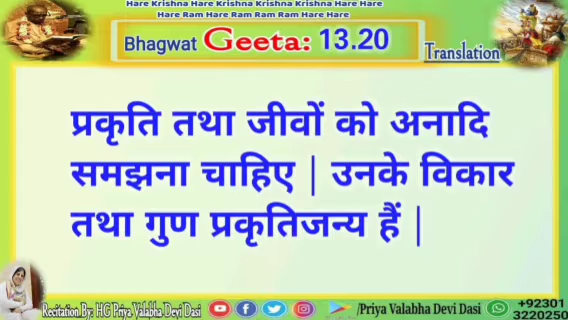 Hare Krishna Hare Krishna Krishna Krishna Hare Hare
Hare Ram Hare Ram Ram Ram Hare Hare
Bhagwat Geeta: 13.20
Translation
प्रकृति तथा जीवों को अनादि
समझना चाहिए | उनके विकार
तथा गुण प्रकृतिजन्य हैं |
Recitation By: HG Priya Valabha Devi Dasi
/Priya Valabha Devi Dasi
+92301
3220250